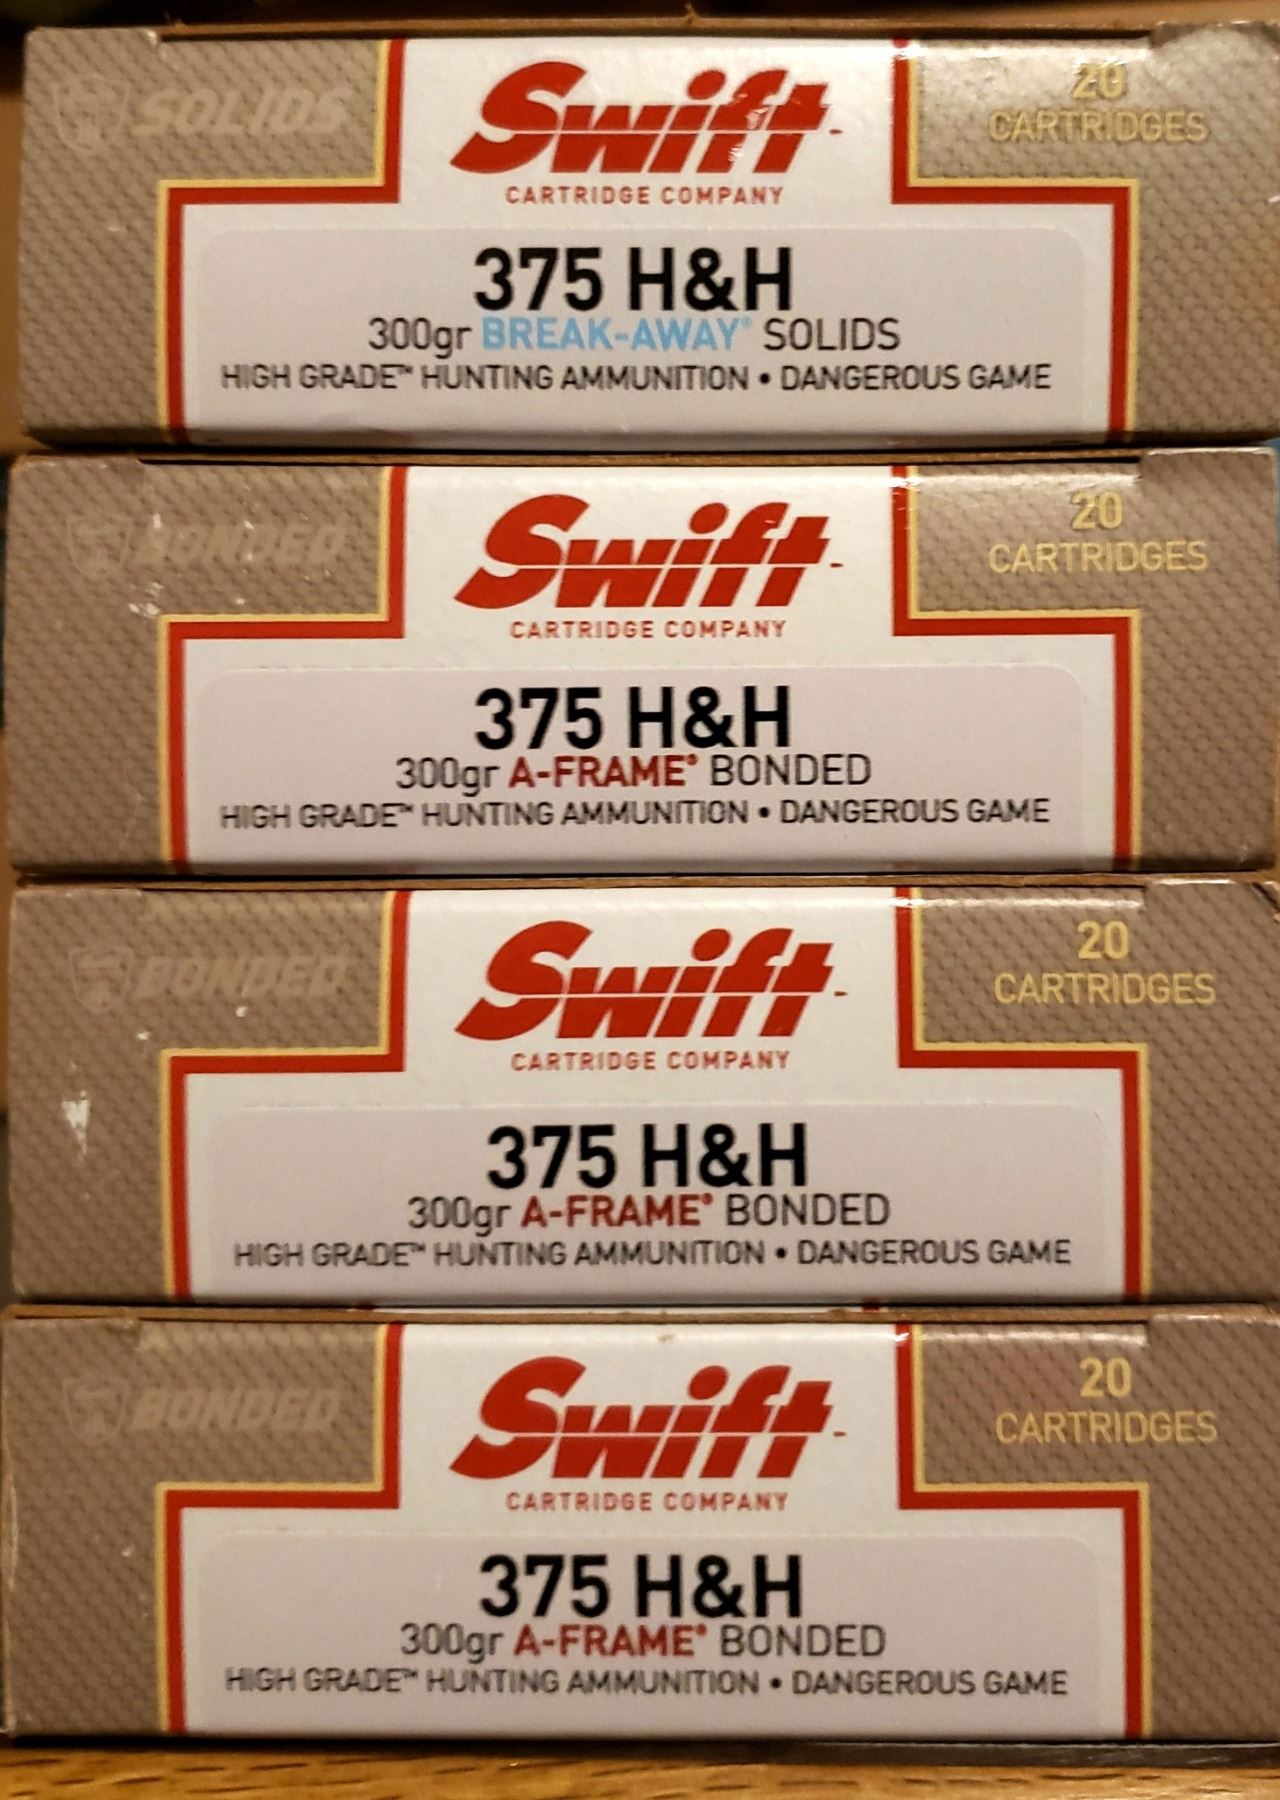 SOLIDS
Swift
20
CARTRIDGES
CARTRIDGE COMPANY
375 H&H
300gr BREAK-AWAY® SOLIDS
HIGH GRADE™ HUNTING AMMUNITION • DANGEROUS GAME
BONDED
Swift
20
CARTRIDGES
CARTRIDGE COMPANY
375 H&H
300gr A-FRAME® BONDED
HIGH GRADE™ HUNTING AMMUNITION • DANGEROUS GAME
BONDED
Swift
20
CARTRIDGES
CARTRIDGE COMPANY
375 H&H
300gr A-FRAME® BONDED
HIGH GRADE™ HUNTING AMMUNITION • DANGEROUS GAME
BONDED
Swift
20
CARTRIDGES
CARTRIDGE COMPANY
375 H&H
300gr A-FRAME® BONDED
HIGH GRADE™ HUNTING AMMUNITION • DANGEROUS GAME